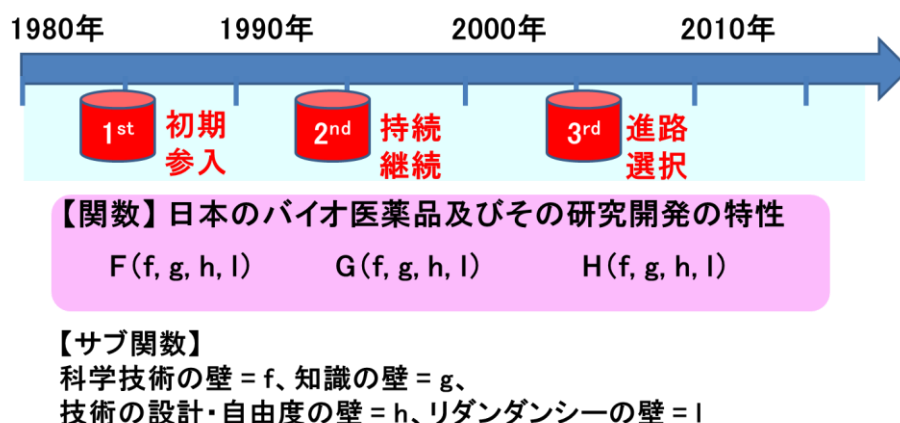 1980年 1990年 2000年 2010年
1st 初期参入 2nd 持続継続 3rd 進路選択
【関数】日本のバイオ医薬品及びその研究開発の特性
F(f, g, h, l) G(f, g, h, l) H(f, g, h, l)
【サブ関数】
科学技術の壁 = f、知識の壁 = g、
技術の設計・自由度の壁 = h、リダンダンシーの壁 = l